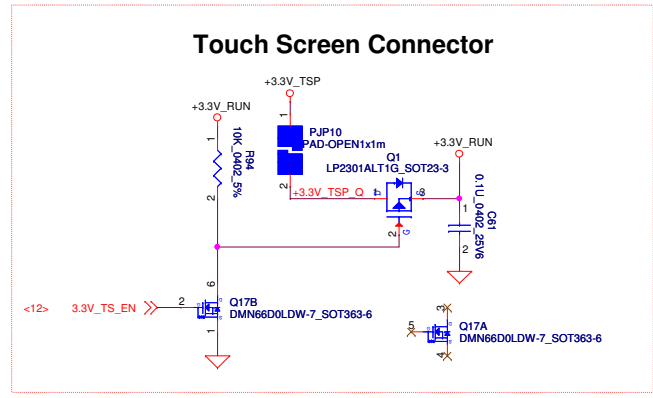 Touch Screen Connector
+3.3V_TSP
+3.3V_RUN
1
R94
10K_0402_5%
2
1
PJP10
PAD-OPEN1x1m
2
+3.3V_TSP_Q
Q1
LP2301ALT1G_SOT23-3
1
D
S
3
2
G
+3.3V_RUN
1
C61
0.1U_0402_25V6
2
<12>
3.3V_TS_EN
2
6
Q17B
DMN66D0LDW-7_SOT363-6
1
5
3
Q17A
DMN66D0LDW-7_SOT363-6
4